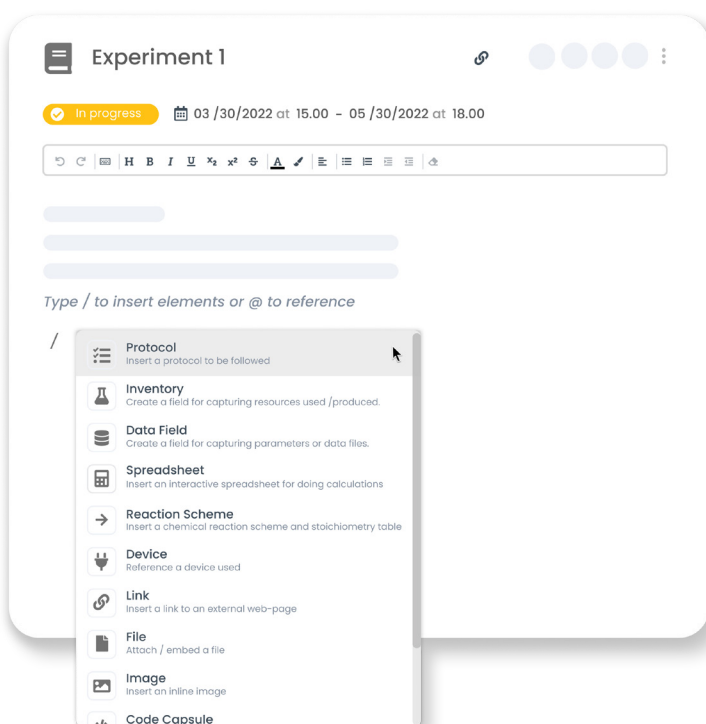 Experiment 1
In progress
03 /30/2022 at 15.00 - 05 /30/2022 at 18.00
H B I U x₂ x² S A
Type / to insert elements or @ to reference
/
Protocol
Insert a protocol to be followed
Inventory
Create a field for capturing resources used /produced.
Data Field
Create a field for capturing parameters or data files.
Spreadsheet
Insert an interactive spreadsheet for doing calculations
Reaction Scheme
Insert a chemical reaction scheme and stoichiometry table
Device
Reference a device used
Link
Insert a link to an external web-page
File
Attach / embed a file
Image
Insert an inline image
Code Capsule